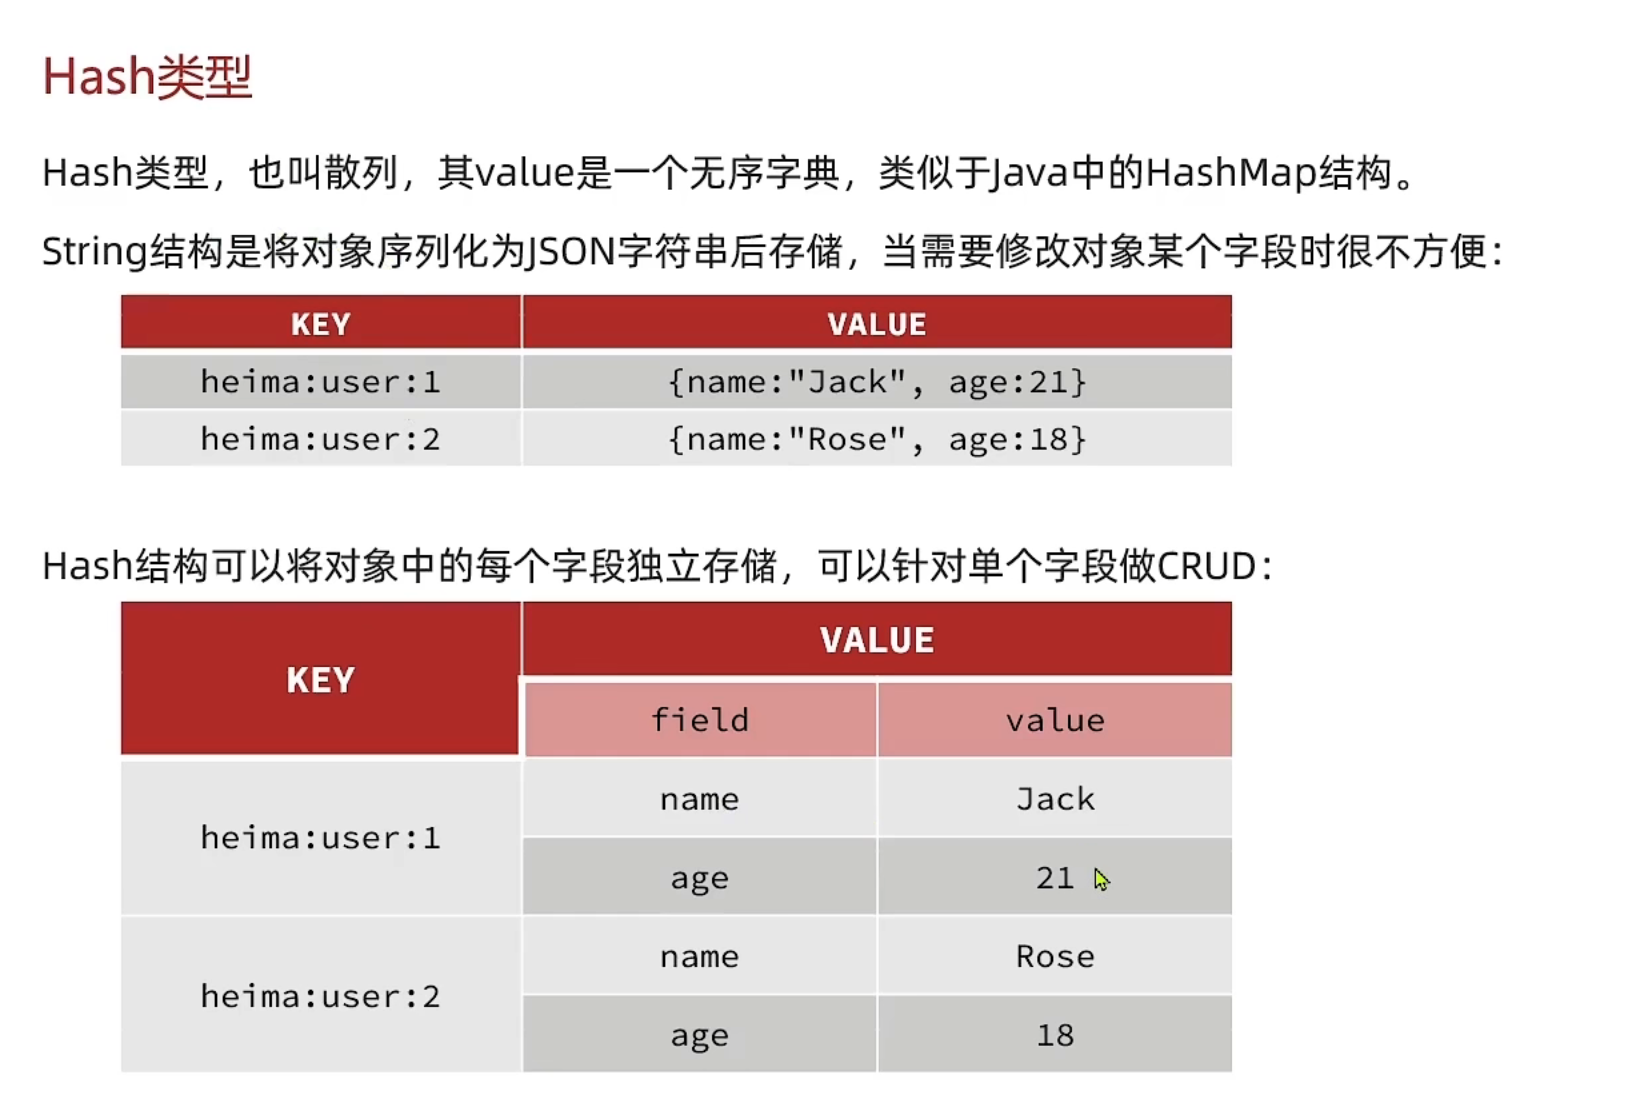 Hash类型
Hash类型，也叫散列，其value是一个无序字典，类似于Java中的HashMap结构。
String结构是将对象序列化为JSON字符串后存储，当需要修改对象某个字段时很不方便：
KEY VALUE
heima:user:1 {name:"Jack", age:21}
heima:user:2 {name:"Rose", age:18}
Hash结构可以将对象中的每个字段独立存储，可以针对单个字段做CRUD：
KEY VALUE
field value
heima:user:1 name Jack
age 21
heima:user:2 name Rose
age 18